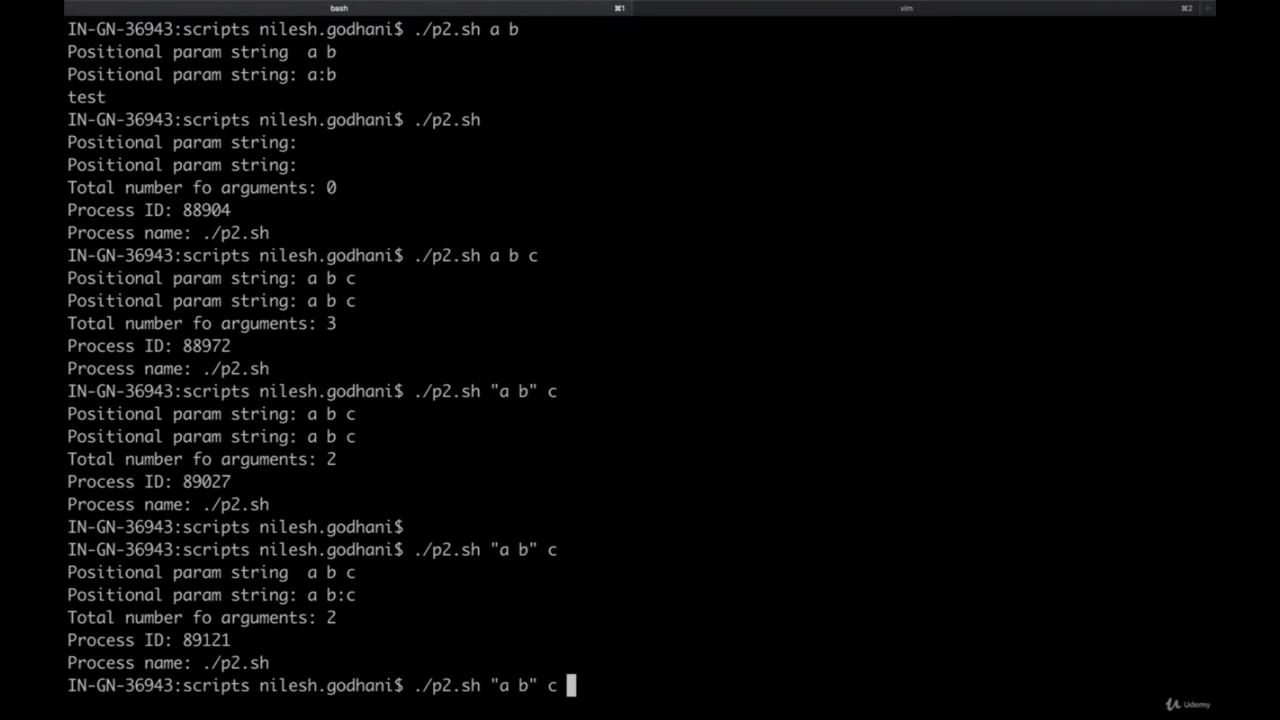 bash ⌘1 vim ⌘2 +
IN-GN-36943:scripts nilesh.godhani$ ./p2.sh a b
Positional param string  a b
Positional param string: a:b
test
IN-GN-36943:scripts nilesh.godhani$ ./p2.sh
Positional param string:
Positional param string:
Total number fo arguments: 0
Process ID: 88904
Process name: ./p2.sh
IN-GN-36943:scripts nilesh.godhani$ ./p2.sh a b c
Positional param string: a b c
Positional param string: a b c
Total number fo arguments: 3
Process ID: 88972
Process name: ./p2.sh
IN-GN-36943:scripts nilesh.godhani$ ./p2.sh "a b" c
Positional param string: a b c
Positional param string: a b c
Total number fo arguments: 2
Process ID: 89027
Process name: ./p2.sh
IN-GN-36943:scripts nilesh.godhani$
IN-GN-36943:scripts nilesh.godhani$ ./p2.sh "a b" c
Positional param string  a b c
Positional param string: a b:c
Total number fo arguments: 2
Process ID: 89121
Process name: ./p2.sh
IN-GN-36943:scripts nilesh.godhani$ ./p2.sh "a b" c
Udemy